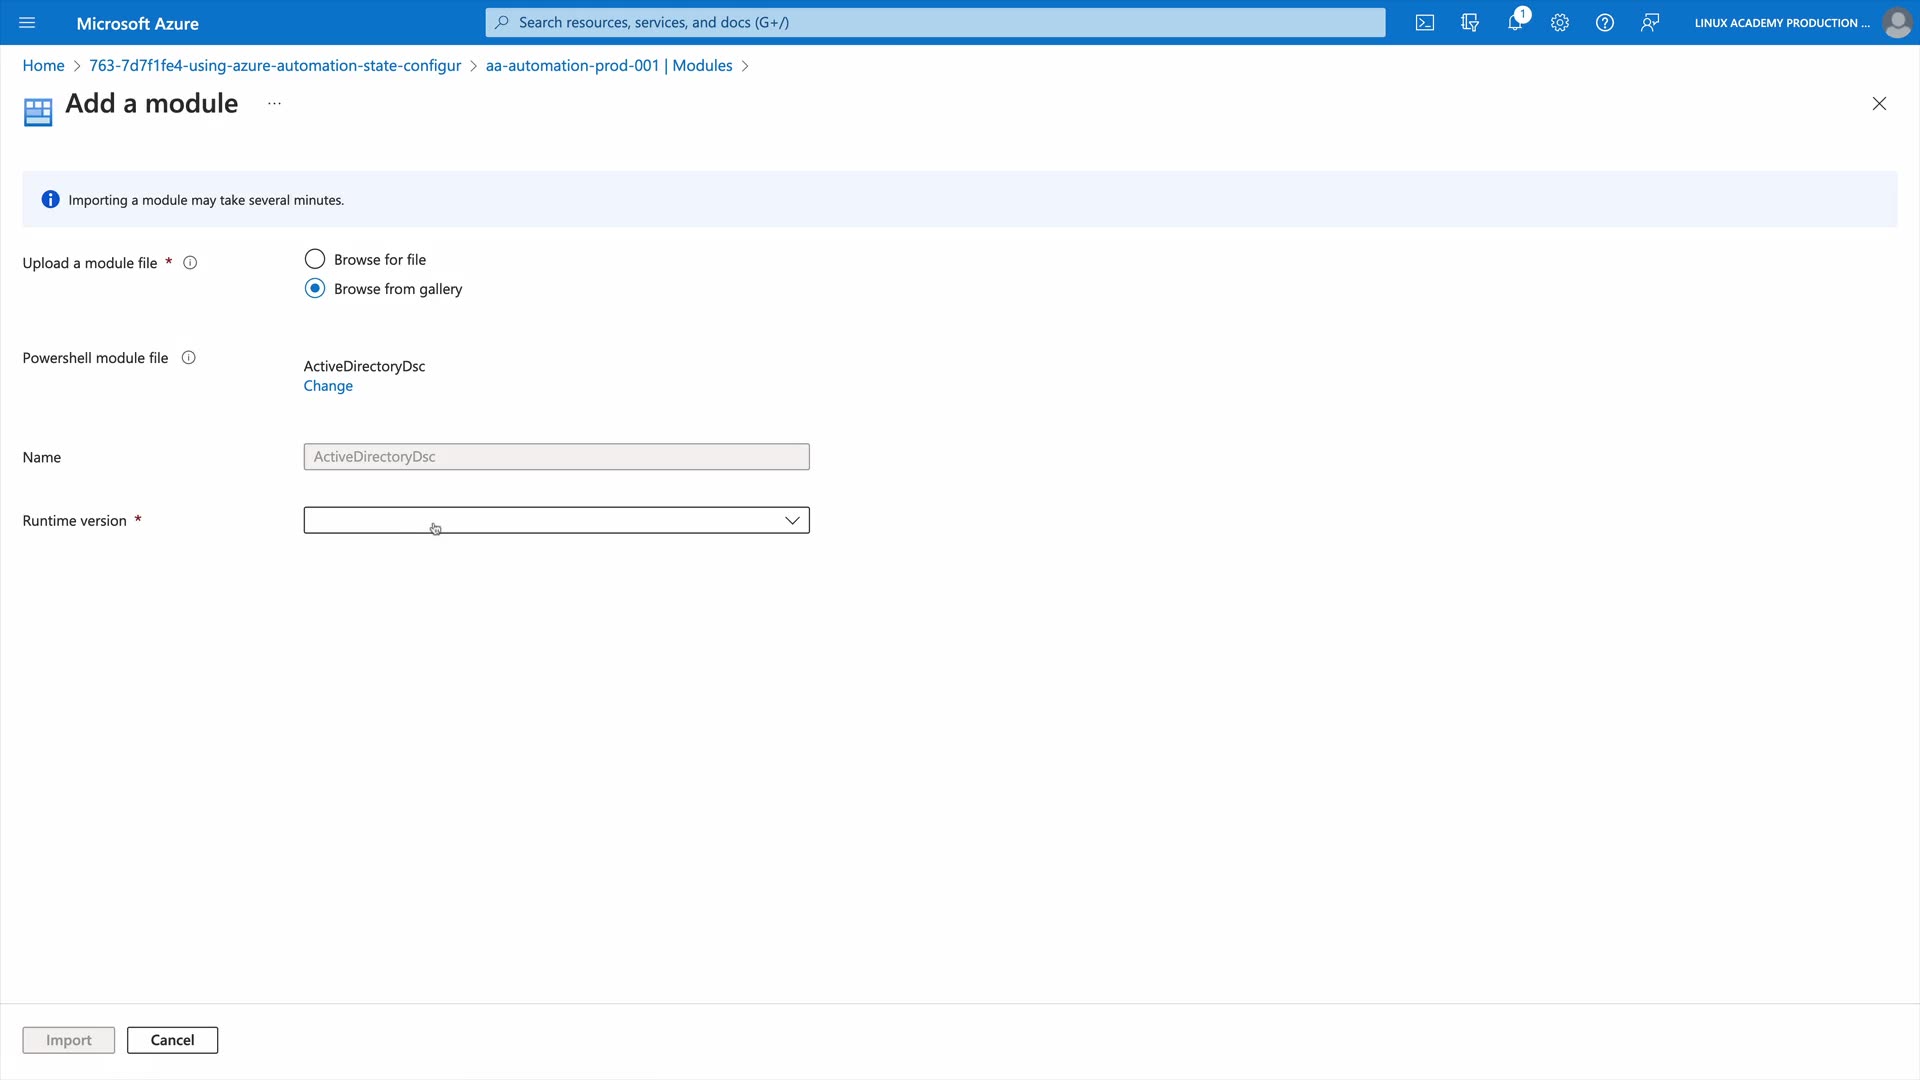 Microsoft Azure
Search resources, services, and docs (G+/)
1
LINUX ACADEMY PRODUCTION ...
Home > 763-7d7f1fe4-using-azure-automation-state-configur > aa-automation-prod-001 | Modules >
Add a module ...
Importing a module may take several minutes.
Upload a module file *
Browse for file
Browse from gallery
Powershell module file
ActiveDirectoryDsc
Change
Name
ActiveDirectoryDsc
Runtime version *
Import
Cancel